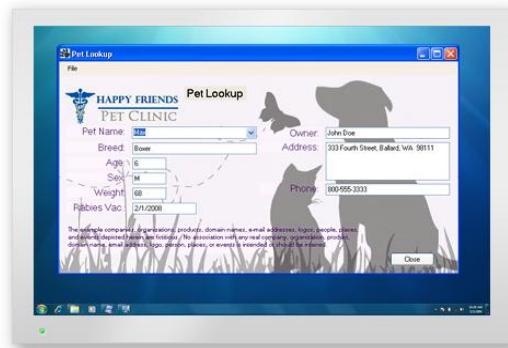 Pet Lookup
File
HAPPY FRIENDS
PET CLINIC
Pet Lookup
Pet Name: Max
Breed: Boxer
Age: 6
Sex: M
Weight: 68
Rabies Vac.: 2/1/2008
Owner: John Doe
Address: 333 Fourth Street, Ballard, WA 98111
Phone: 800-555-3333
The example companies, organizations, products, domain names, e-mail addresses, logos, people, places,
and events depicted herein are fictitious. No association with any real company, organization, product,
domain name, email address, logo, person, places, or events is intended or should be inferred.
Close